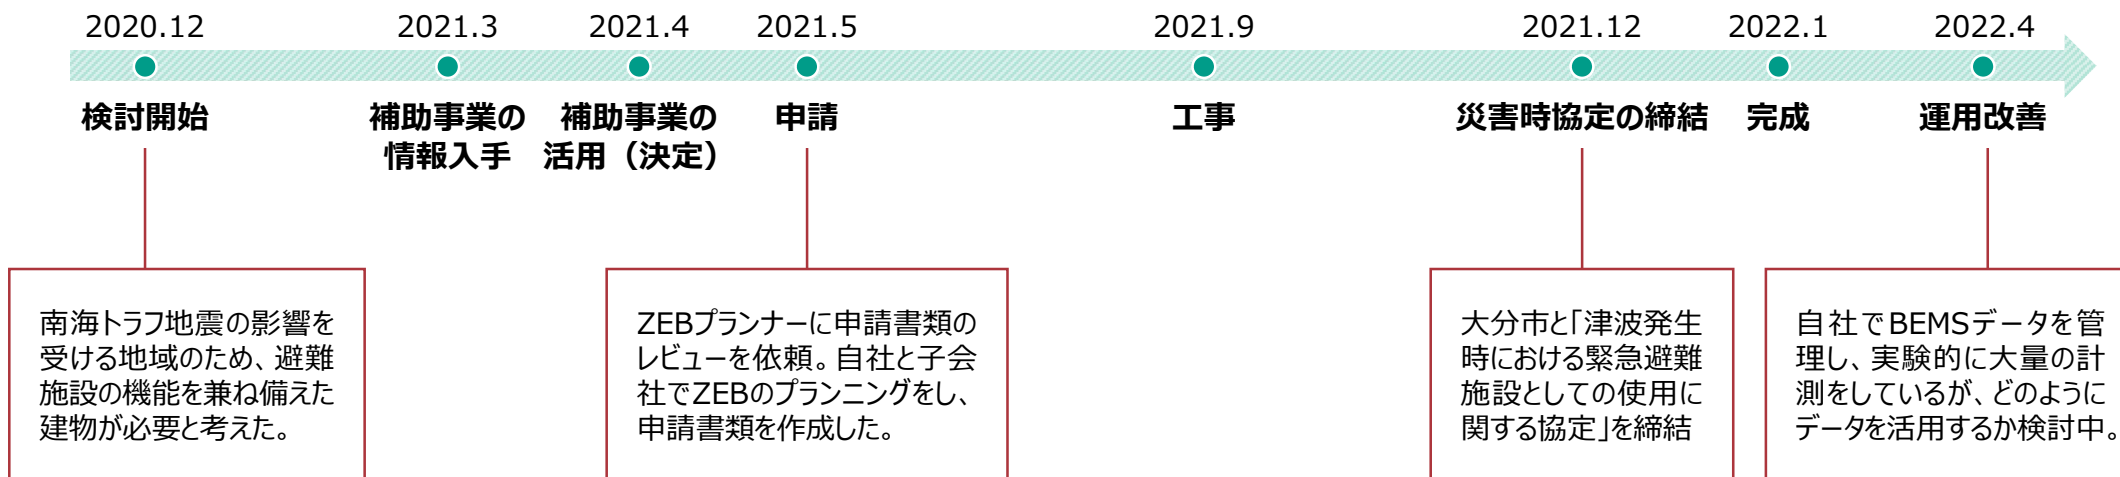 2020.12
2021.3
2021.4
2021.5
2021.9
2021.12
2022.1
2022.4
検討開始
補助事業の
情報入手
補助事業の
活用（決定）
申請
工事
災害時協定の締結
完成
運用改善
南海トラフ地震の影響を
受ける地域のため、避難
施設の機能を兼ね備えた
建物が必要と考えた。
ZEBプランナーに申請書類の
レビューを依頼。自社と子会
社でZEBのプランニングをし、
申請書類を作成した。
大分市と「津波発生
時における緊急避難
施設としての使用に
関する協定」を締結
自社でBEMSデータを管
理し、実験的に大量の計
測をしているが、どのように
データを活用するか検討中。